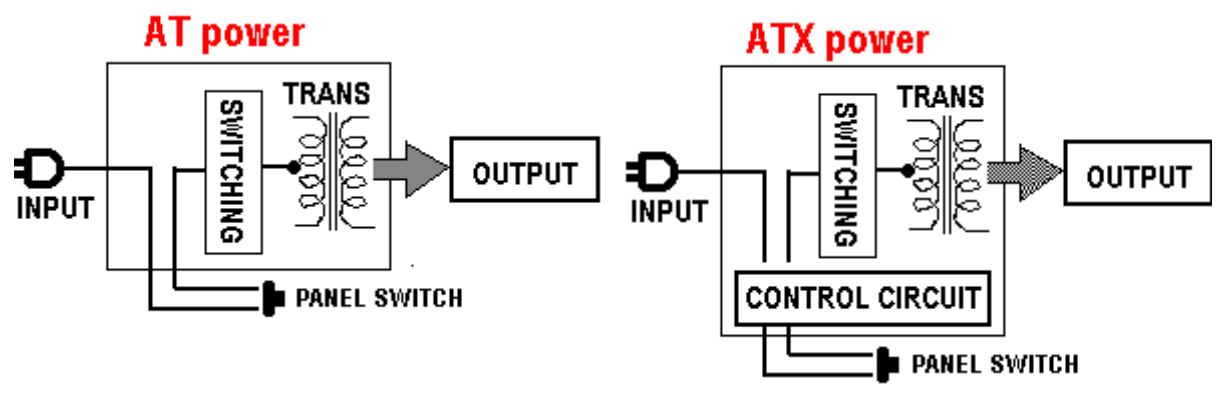 AT power
TRANS
SWITCHING
INPUT
OUTPUT
PANEL SWITCH
ATX power
TRANS
SWITCHING
INPUT
OUTPUT
CONTROL CIRCUIT
PANEL SWITCH